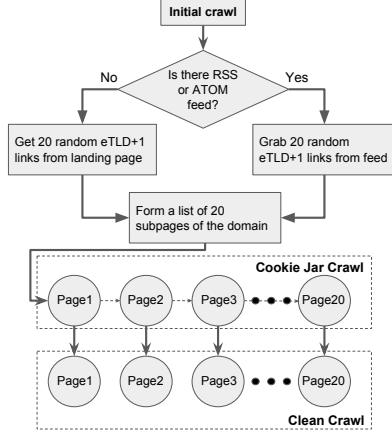 Initial crawl
No
Is there RSS
or ATOM
feed?
Yes
Get 20 random eTLD+1
links from landing page
Grab 20 random
eTLD+1 links from feed
Form a list of 20
subpages of the domain
Cookie Jar Crawl
Page1
Page2
Page3
Page20
Page1
Page2
Page3
Page20
Clean Crawl